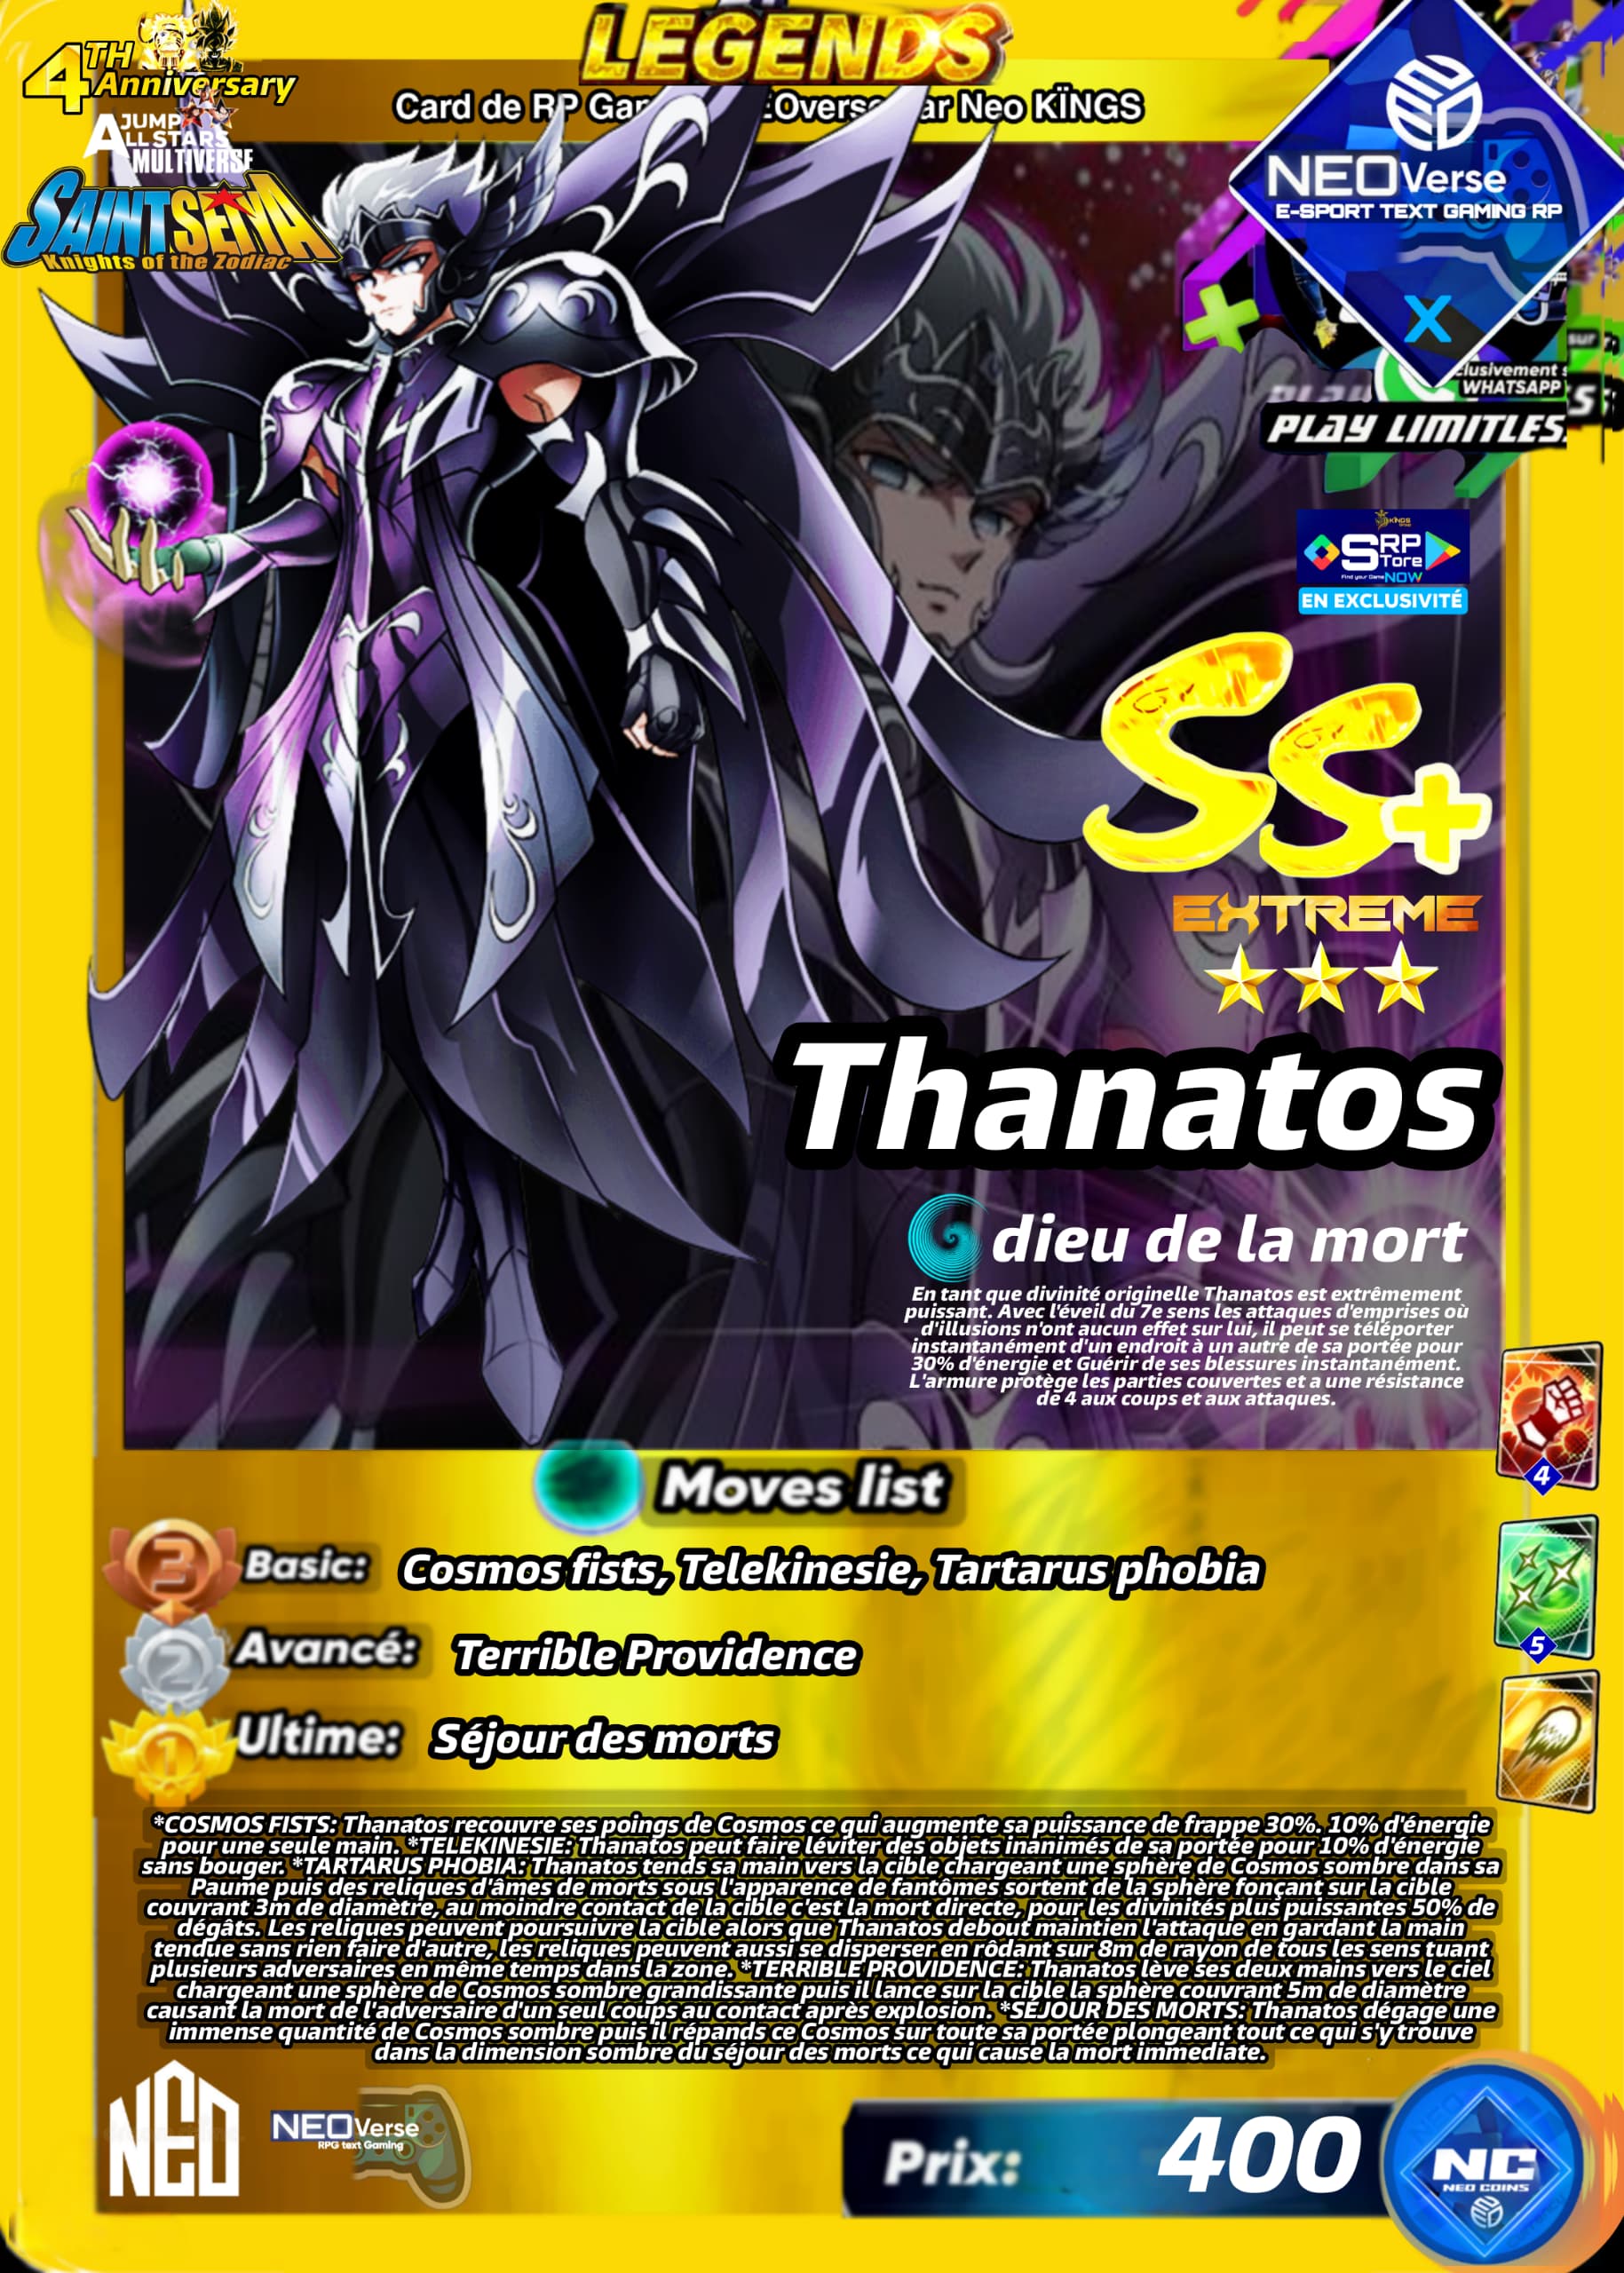 LEGENDS
4TH
Anniversary
Card de RP Ga
Overs
ar Neo KÏNGS
JUMP
ALL STARS
MULTIVERSE
SAINT SEIYA
Knights of the Zodiac
NEOVerse
E-SPORT TEXT GAMING RP
X
sur
clusivement s
WHATSAPP
PLAY LIMITLES
KINGS
SRP
Tore
Find your Game NOW
EN EXCLUSIVITÉ
SS+
EXTREME
Thanatos
dieu de la mort
En tant que divinité originelle Thanatos est extrêmement
puissant. Avec l'éveil du 7e sens les attaques d'emprises où
d'illusions n'ont aucun effet sur lui, il peut se téléporter
instantanément d'un endroit à un autre de sa portée pour
30% d'énergie et Guérir de ses blessures instantanément.
L'armure protège les parties couvertes et a une résistance
de 4 aux coups et aux attaques.
4
Moves list
3 Basic: Cosmos fists, Telekinesie, Tartarus phobia
5
2 Avancé: Terrible Providence
1 Ultime: Séjour des morts
*COSMOS FISTS: Thanatos recouvre ses poings de Cosmos ce qui augmente sa puissance de frappe 30%. 10% d'énergie
pour une seule main. *TELEKINESIE: Thanatos peut faire léviter des objets inanimés de sa portée pour 10% d'énergie
sans bouger. *TARTARUS PHOBIA: Thanatos tends sa main vers la cible chargeant une sphère de Cosmos sombre dans sa
Paume puis des reliques d'âmes de morts sous l'apparence de fantômes sortent de la sphère fonçant sur la cible
couvrant 3m de diamètre, au moindre contact de la cible c'est la mort directe, pour les divinités plus puissantes 50% de
dégâts. Les reliques peuvent poursuivre la cible alors que Thanatos debout maintien l'attaque en gardant la main
tendue sans rien faire d'autre, les reliques peuvent aussi se disperser en rôdant sur 8m de rayon de tous les sens tuant
plusieurs adversaires en même temps dans la zone. *TERRIBLE PROVIDENCE: Thanatos lève ses deux mains vers le ciel
chargeant une sphère de Cosmos sombre grandissante puis il lance sur la cible la sphère couvrant 5m de diamètre
causant la mort de l'adversaire d'un seul coups au contact après explosion. *SÉJOUR DES MORTS: Thanatos dégage une
immense quantité de Cosmos sombre puis il répands ce Cosmos sur toute sa portée plongeant tout ce qui s'y trouve
dans la dimension sombre du séjour des morts ce qui cause la mort immediate.
NEO
NEOVerse
RPG text Gaming
Prix: 400
NC
NEO COINS